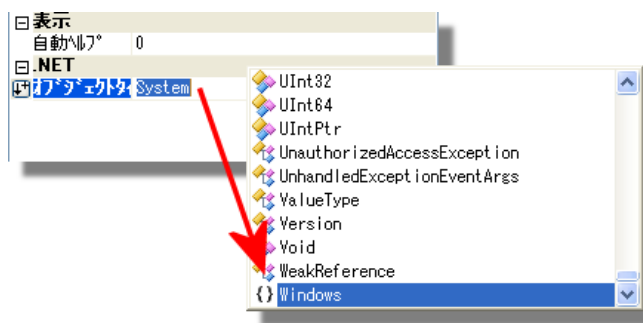 表示
自動ヘルプ 0
.NET
オブジェクトタイ System
UInt32
UInt64
UIntPtr
UnauthorizedAccessException
UnhandledExceptionEventArgs
ValueType
Version
Void
WeakReference
{} Windows